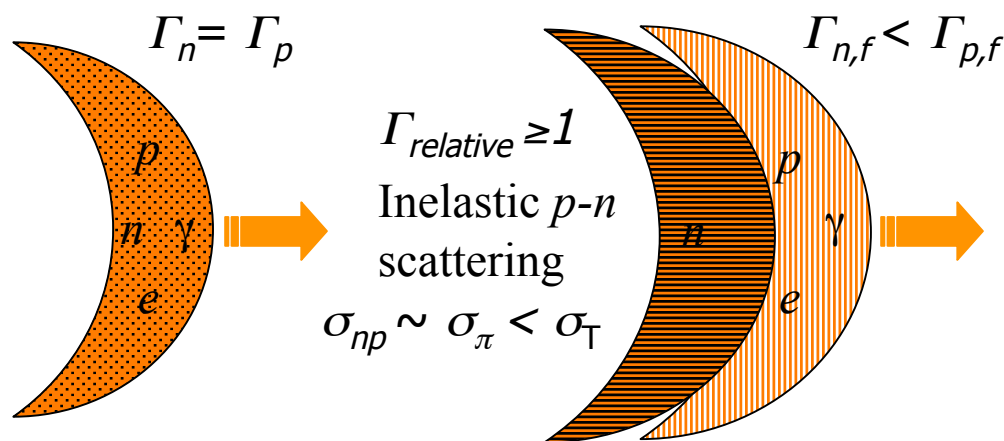 Γn = Γp
p
n γ
e
Γrelative ≥1
Inelastic p-n
scattering
σnp ~ σπ < σT
Γn,f < Γp,f
p
n γ
e